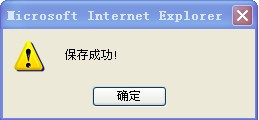 Microsoft Internet Explorer
保存成功!
确定